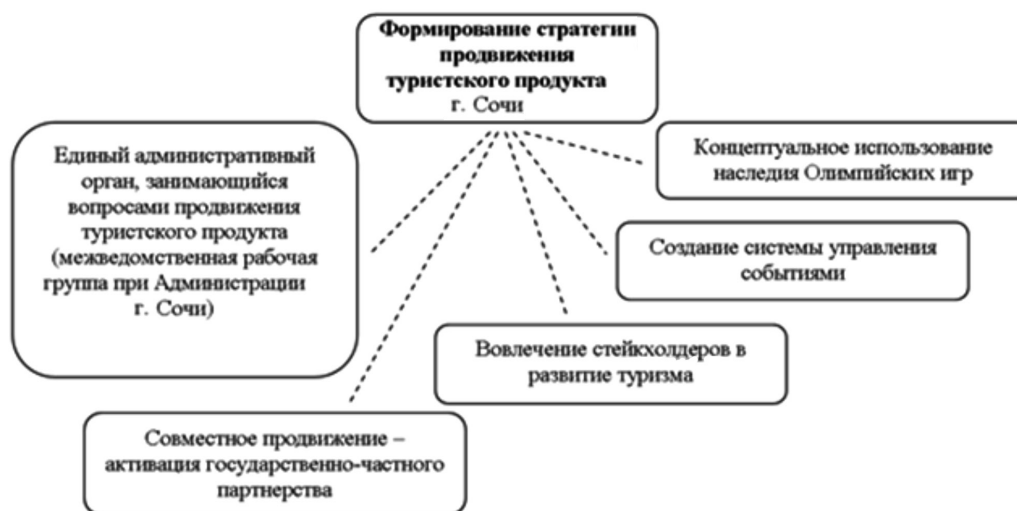 Формирование стратегии
продвижения
туристского продукта
г. Сочи
Единый административный
орган, занимающийся
вопросами продвижения
туристского продукта
(межведомственная рабочая
группа при Администрации
г. Сочи)
Концептуальное использование
наследия Олимпийских игр
Создание системы управления
событиями
Вовлечение стейкхолдеров в
развитие туризма
Совместное продвижение –
активация государственно-частного
партнерства